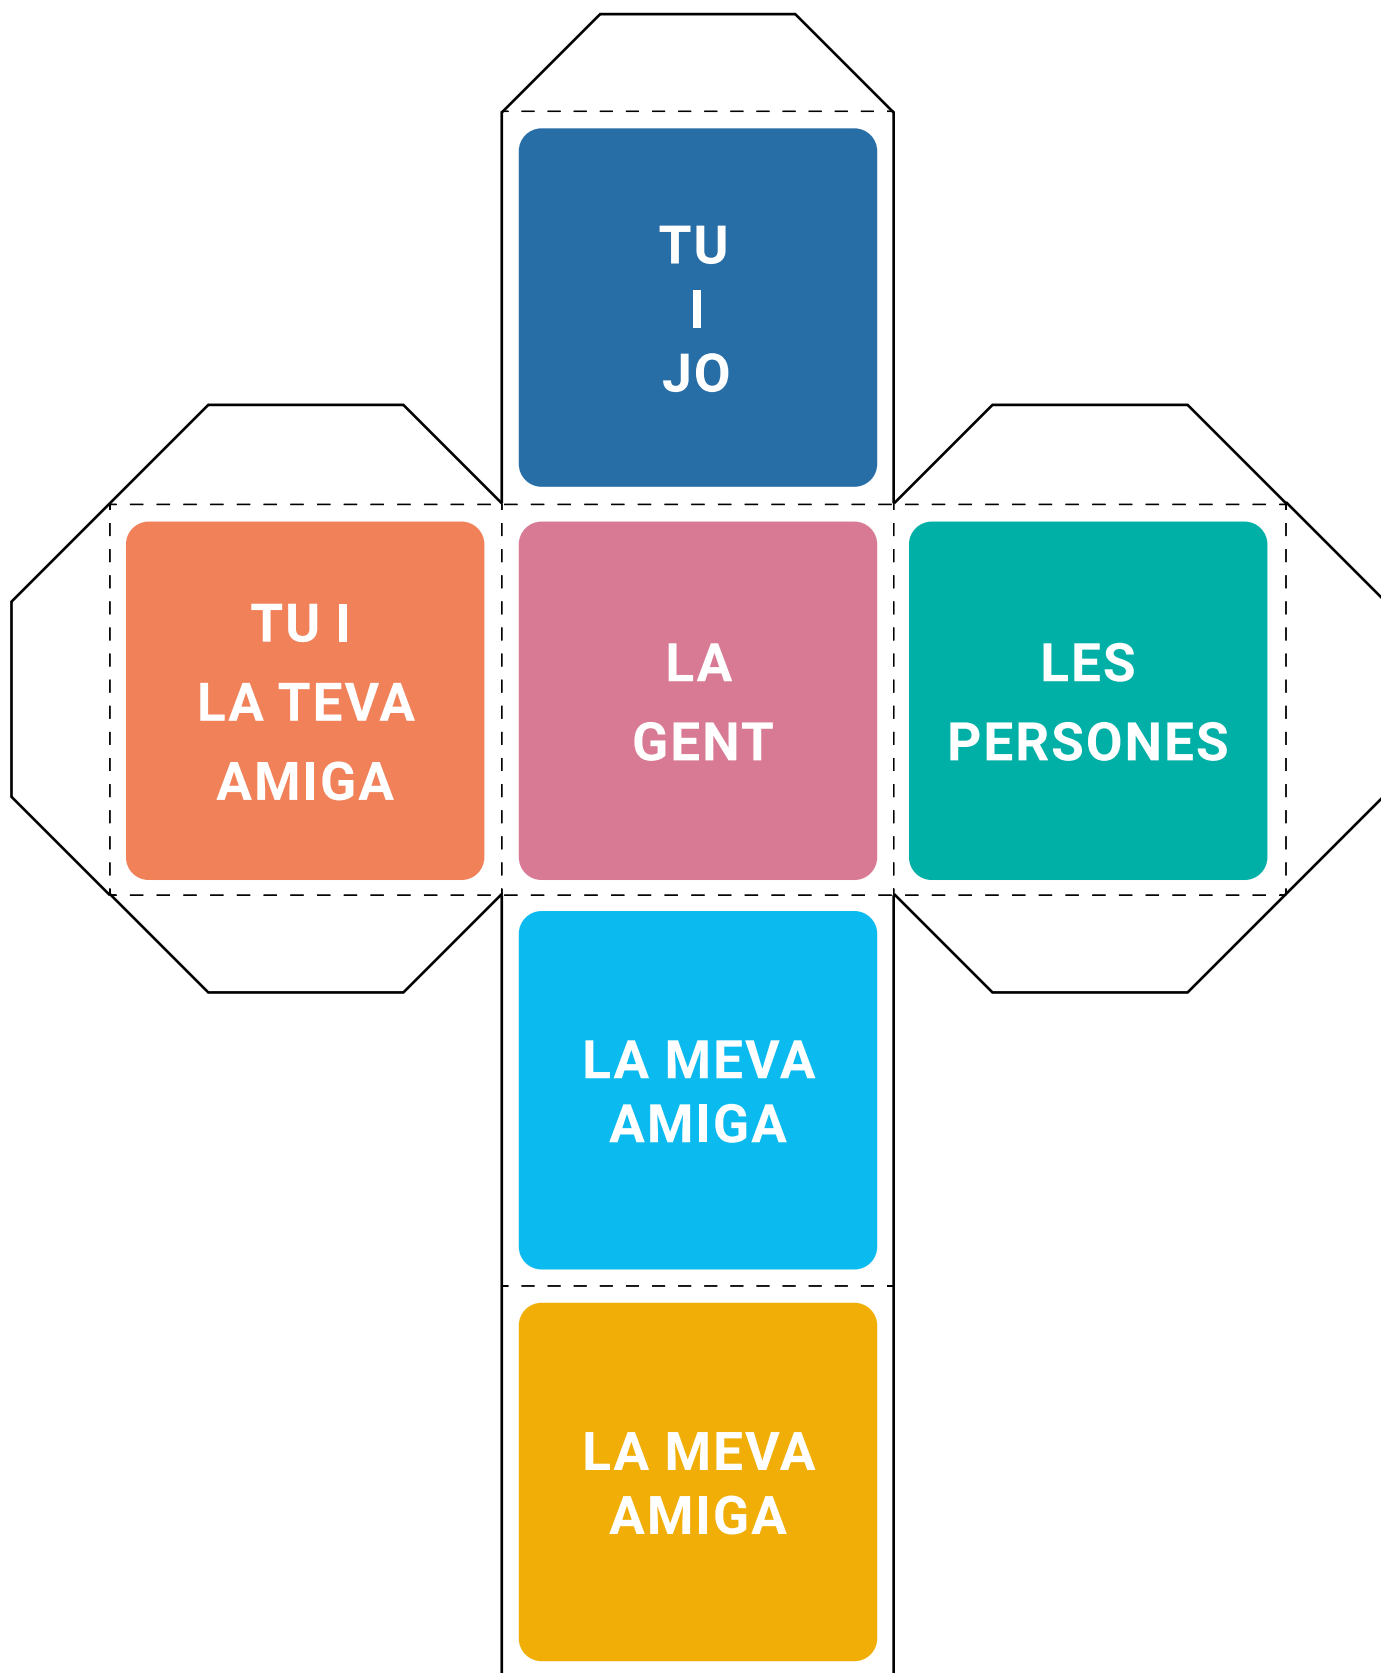 TU
I
JO
TU I
LA TEVA
AMIGA
LA
GENT
LES
PERSONES
LA MEVA
AMIGA
LA MEVA
AMIGA